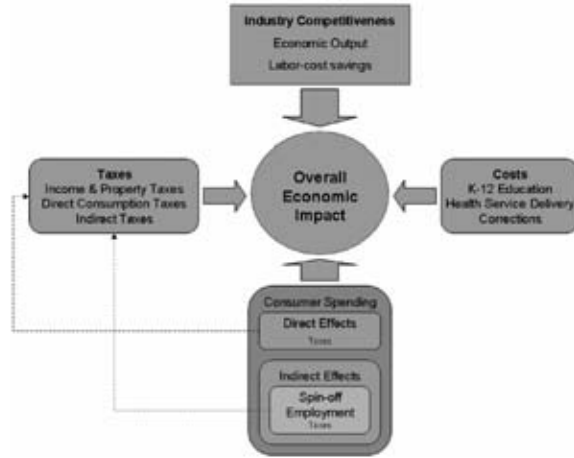 Industry Competitiveness
Economic Output
Labor-cost savings
Taxes
Income & Property Taxes
Direct Consumption Taxes
Indirect Taxes
Overall
Economic
Impact
Costs
K-12 Education
Health Service Delivery
Corrections
Consumer Spending
Direct Effects
Taxes
Indirect Effects
Spin-off
Employment
Taxes